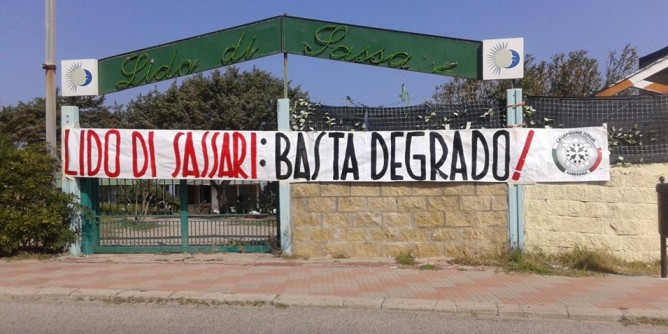 Lido di Sassari
LIDO DI SASSARI: BASTA DEGRADO!